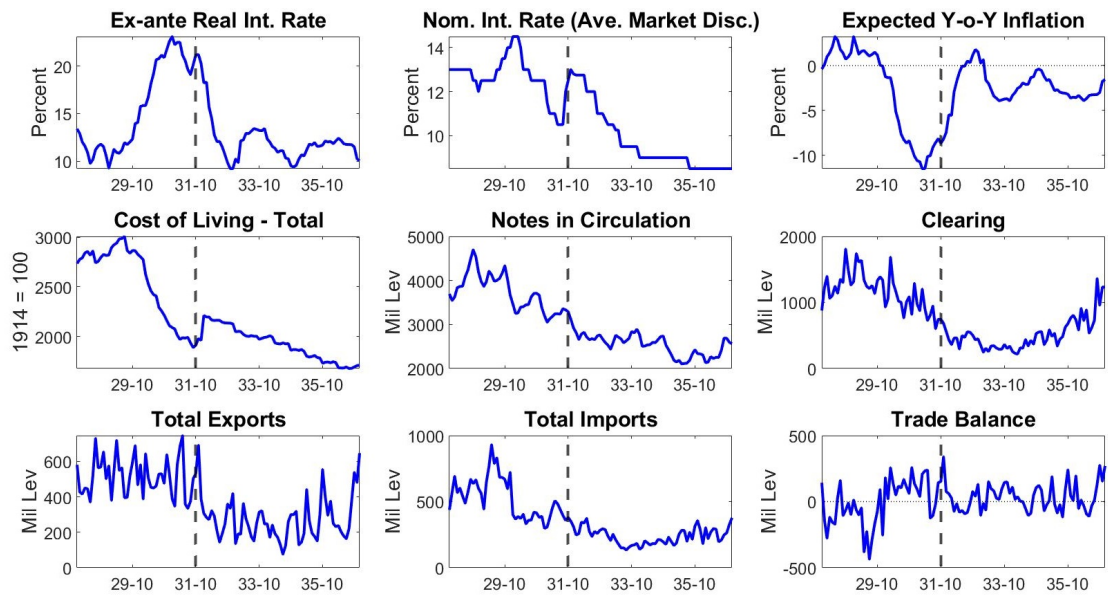 Ex-ante Real Int. Rate
Percent
20
15
10
29-10 31-10 33-10 35-10
Nom. Int. Rate (Ave. Market Disc.)
Percent
14
12
10
29-10 31-10 33-10 35-10
Expected Y-o-Y Inflation
Percent
0
-5
-10
29-10 31-10 33-10 35-10
Cost of Living - Total
1914 = 100
3000
2500
2000
29-10 31-10 33-10 35-10
Notes in Circulation
Mil Lev
5000
4000
3000
2000
29-10 31-10 33-10 35-10
Clearing
Mil Lev
2000
1000
0
29-10 31-10 33-10 35-10
Total Exports
Mil Lev
600
400
200
0
29-10 31-10 33-10 35-10
Total Imports
Mil Lev
1000
500
0
29-10 31-10 33-10 35-10
Trade Balance
Mil Lev
500
0
-500
29-10 31-10 33-10 35-10